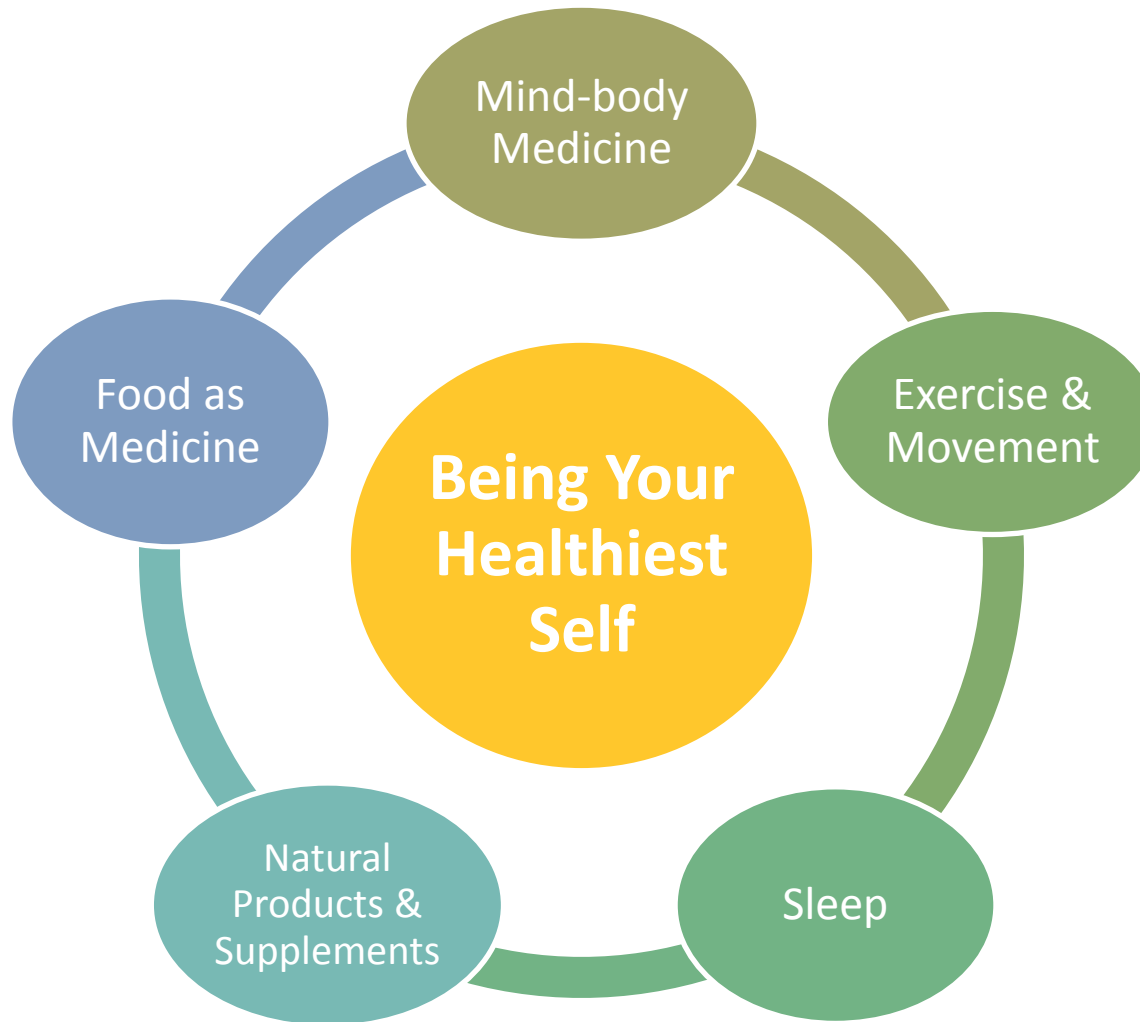 Mind-body
Medicine
Exercise &
Movement
Sleep
Natural
Products &
Supplements
Food as
Medicine
Being Your
Healthiest
Self